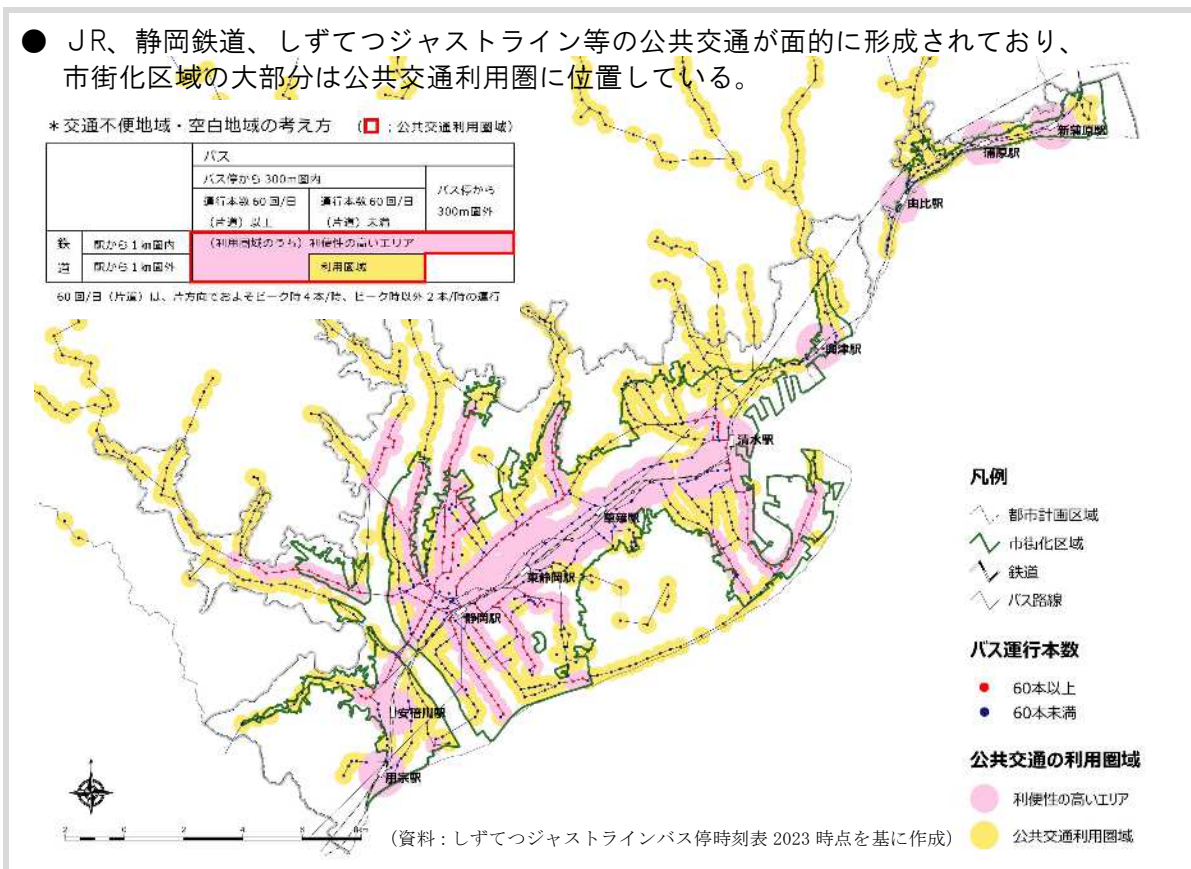 ● JR、静岡鉄道、しずてつジャストライン等の公共交通が面的に形成されており、
市街化区域の大部分は公共交通利用圏に位置している。
*交通不便地域・空白地域の考え方 (□:公共交通利用圏域)
バス
バス停から300m圏内
バス停から
300m圏外
運行本数60回/日
(片道)以上
運行本数60回/日
(片道)未満
鉄道
駅から1km圏内
(利用圏域のうち)利便性の高いエリア
駅から1km圏外
利用圏域
60回/日(片道)は、片方向でおよそピーク時4本/時、ピーク時以外2本/時の運行
新蒲原駅
蒲原駅
由比駅
興津駅
清水駅
草薙駅
東静岡駅
静岡駅
安倍川駅
用宗駅
凡例
都市計画区域
市街化区域
鉄道
バス路線
バス運行本数
60本以上
60本未満
公共交通の利用圏域
利便性の高いエリア
公共交通利用圏域
2 0 2 4 6 8km
(資料:しずてつジャストラインバス停時刻表2023時点を基に作成)